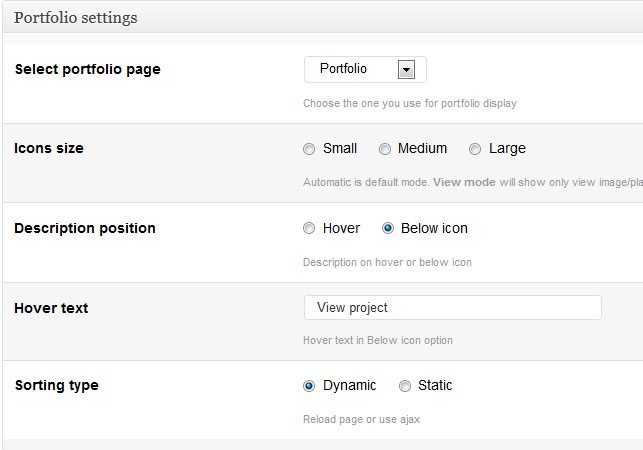 Portfolio settings
Select portfolio page Portfolio
Choose the one you use for portfolio display
Icons size Small Medium Large
Automatic is default mode. View mode will show only view image/pla
Description position Hover Below icon
Description on hover or below icon
Hover text View project
Hover text in Below icon option
Sorting type Dynamic Static
Reload page or use ajax